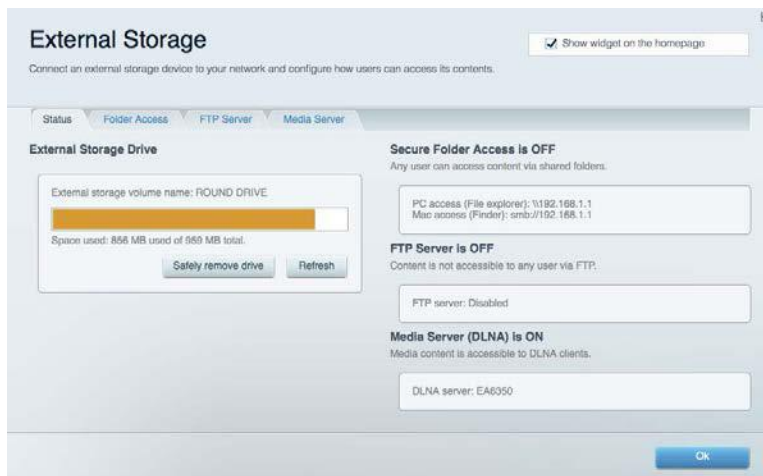 External Storage
Show widget on the homepage
Connect an external storage device to your network and configure how users can access its contents.
Status
Folder Access
FTP Server
Media Server
External Storage Drive
External storage volume name: ROUND DRIVE
Space used: 856 MB used of 959 MB total.
Safely remove drive
Refresh
Secure Folder Access is OFF
Any user can access content via shared folders.
PC access (File explorer): \\192.168.1.1
Mac access (Finder): smb://192.168.1.1
FTP Server is OFF
Content is not accessible to any user via FTP.
FTP server: Disabled
Media Server (DLNA) is ON
Media content is accessible to DLNA clients.
DLNA server: EA6350
Ok